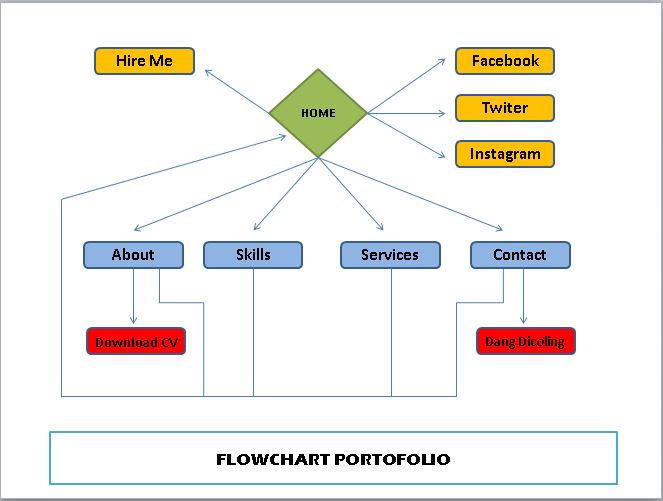 Hire Me
Facebook
HOME
Twiter
Instagram
About
Skills
Services
Contact
Download CV
Dang Dicoling
FLOWCHART PORTOFOLIO